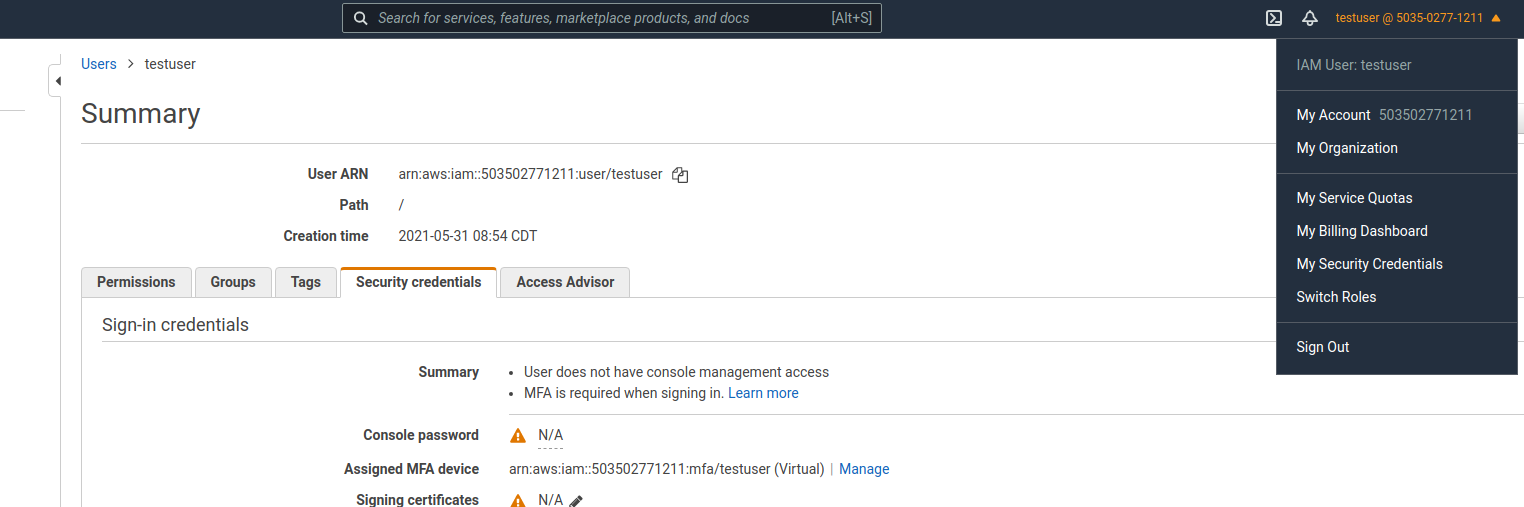 Search for services, features, marketplace products, and docs [Alt+S] testuser @ 5035-0277-1211
Users > testuser
Summary
User ARN arn:aws:iam::503502771211:user/testuser
Path /
Creation time 2021-05-31 08:54 CDT
Permissions Groups Tags Security credentials Access Advisor
Sign-in credentials
Summary • User does not have console management access
• MFA is required when signing in. Learn more
Console password N/A
Assigned MFA device arn:aws:iam::503502771211:mfa/testuser (Virtual) | Manage
Signing certificates N/A
IAM User: testuser
My Account 503502771211
My Organization
My Service Quotas
My Billing Dashboard
My Security Credentials
Switch Roles
Sign Out